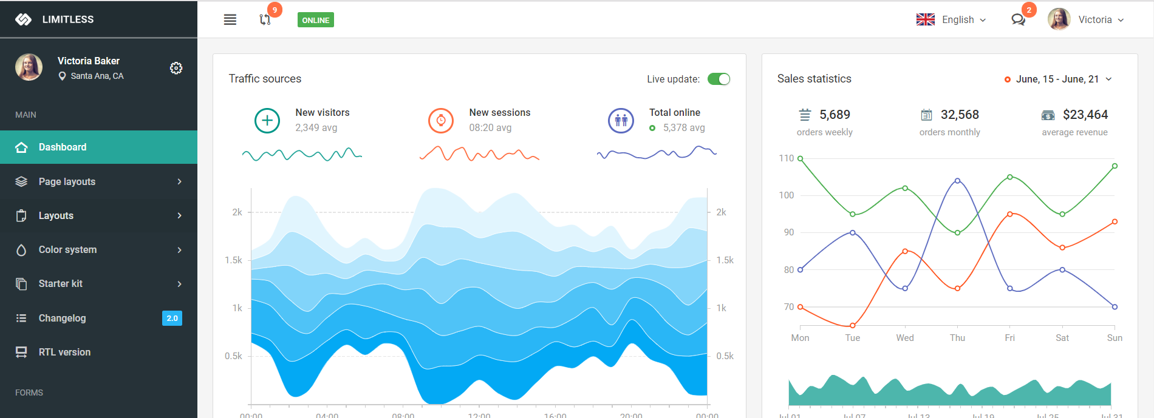 LIMITLESS
9
ONLINE
English
2
Victoria
Victoria Baker
Santa Ana, CA
MAIN
Dashboard
Page layouts
Layouts
Color system
Starter kit
Changelog
2.0
RTL version
FORMS
Traffic sources
Live update:
New visitors
2,349 avg
New sessions
08:20 avg
Total online
5,378 avg
2k
2k
1.5k
1.5k
1k
1k
0.5k
0.5k
00:00 04:00 08:00 12:00 16:00 20:00 00:00
Sales statistics
June, 15 - June, 21
5,689
orders weekly
32,568
orders monthly
$23,464
average revenue
110
100
90
80
70
Mon Tue Wed Thu Fri Sat Sun
Jul 01 Jul 07 Jul 13 Jul 19 Jul 25 Jul 31